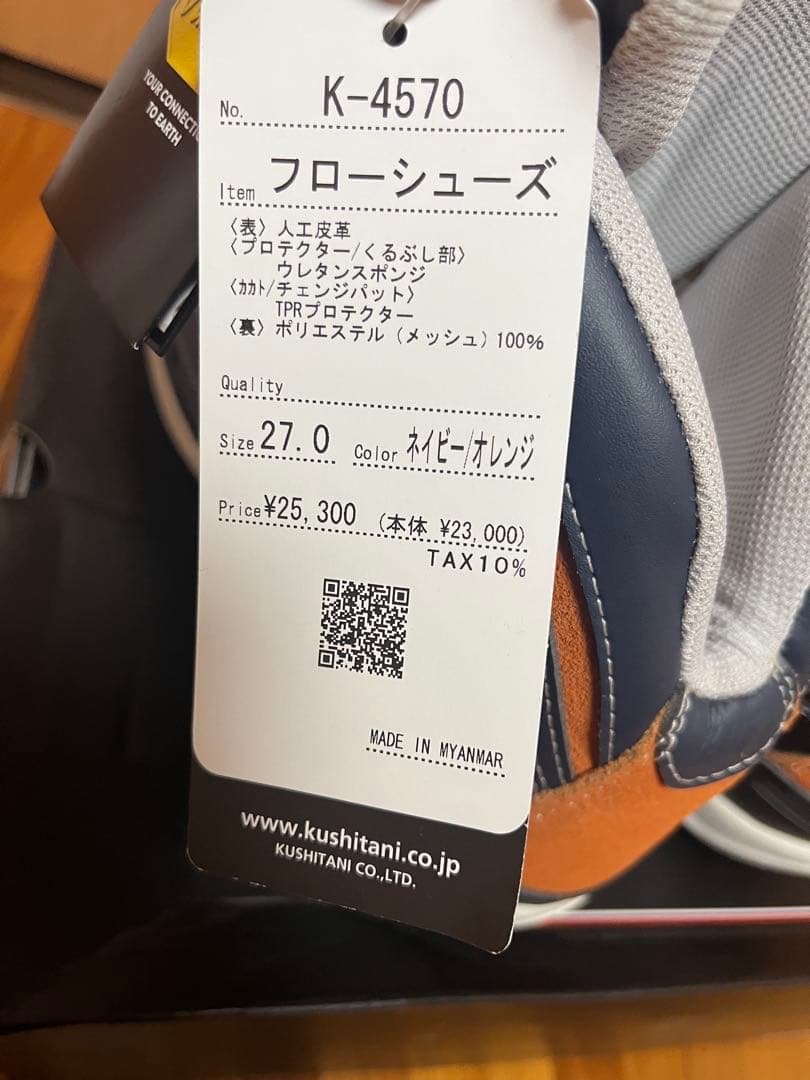 YOUR CONNECTION
TO EARTH
No. K-4570
Item フローシューズ
〈表〉人工皮革
〈プロテクター/くるぶし部〉
ウレタンスポンジ
〈ｶｶﾄ/チェンジパット〉
TPRプロテクター
〈裏〉ポリエステル（メッシュ）100%
Quality
Size 27.0 Color ネイビー/オレンジ
Price ¥25,300 (本体 ¥23,000)
TAX10%
MADE IN MYANMAR
www.kushitani.co.jp
KUSHITANI CO.,LTD.